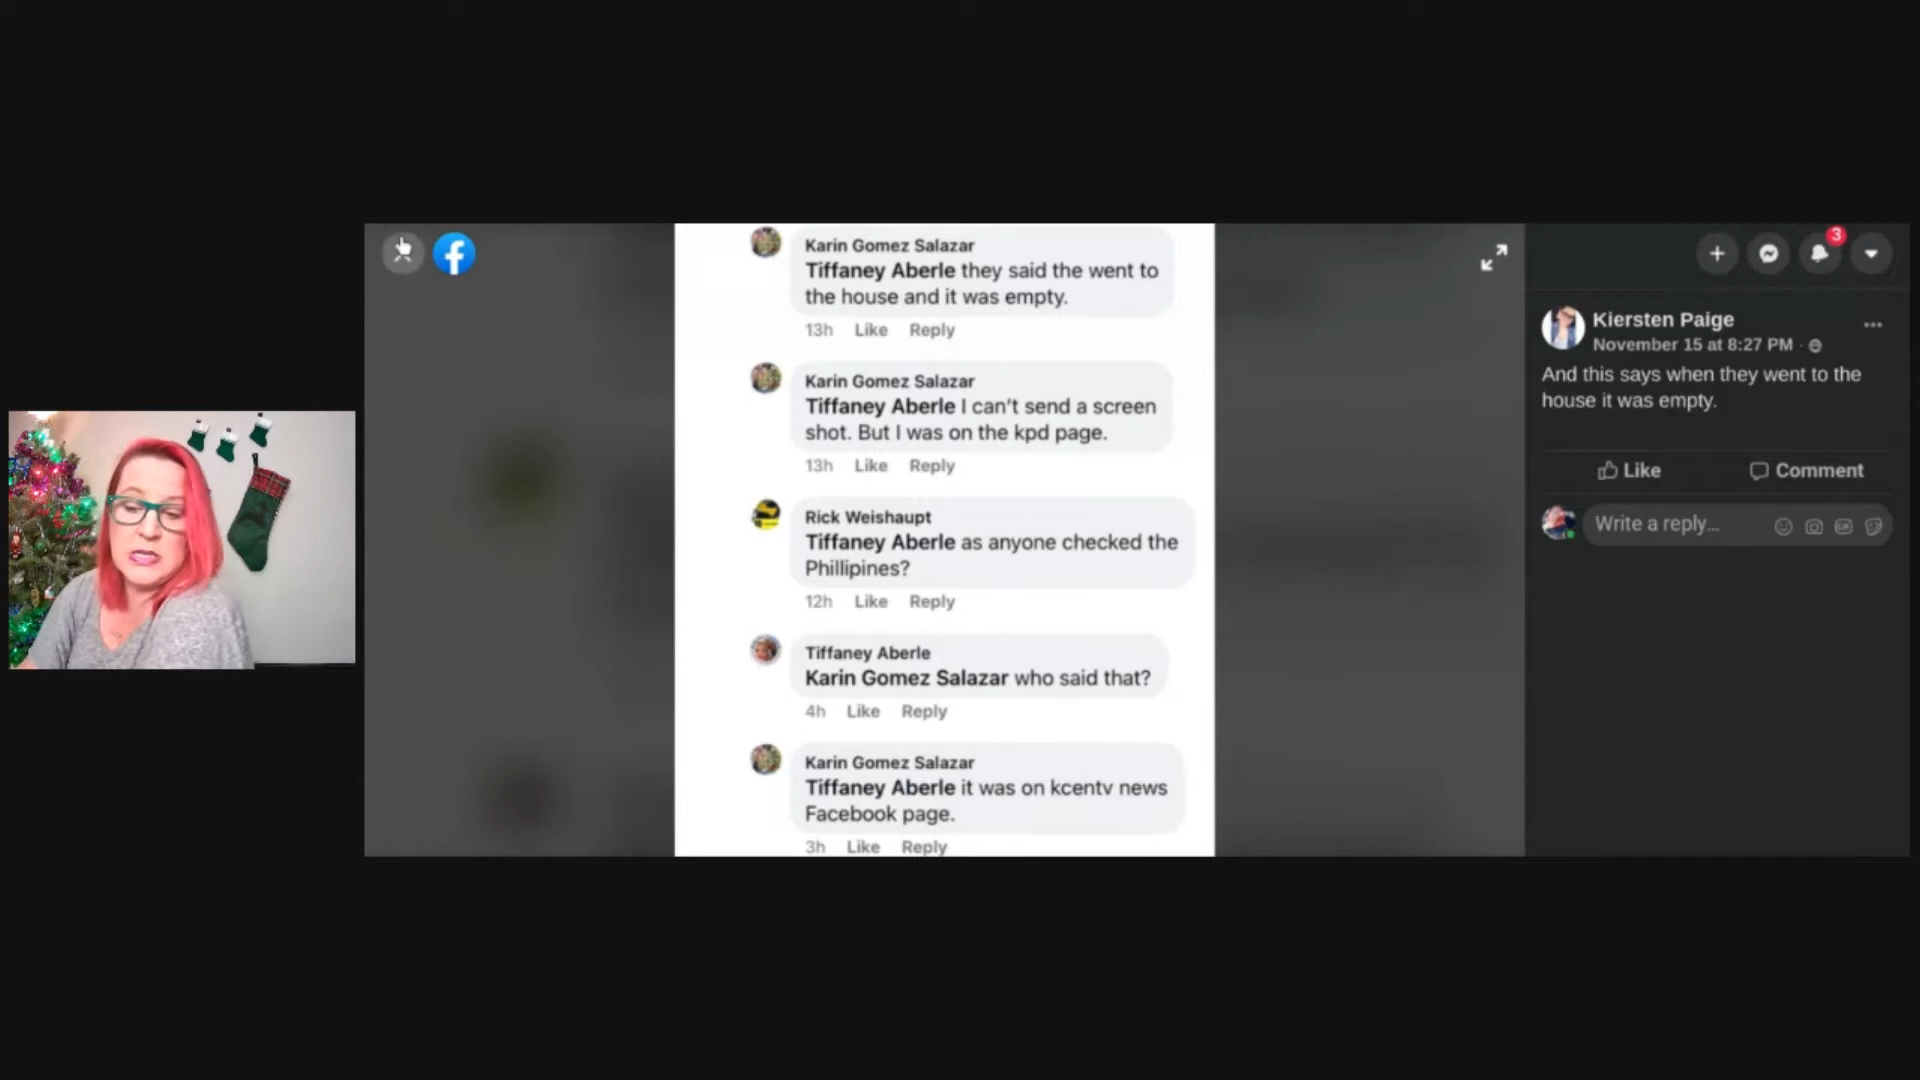 Karin Gomez Salazar
Tiffaney Aberle they said the went to
the house and it was empty.
13h Like Reply
Karin Gomez Salazar
Tiffaney Aberle I can't send a screen
shot. But I was on the kpd page.
13h Like Reply
Rick Weishaupt
Tiffaney Aberle as anyone checked the
Phillipines?
12h Like Reply
Tiffaney Aberle
Karin Gomez Salazar who said that?
4h Like Reply
Karin Gomez Salazar
Tiffaney Aberle it was on kcentv news
Facebook page.
3h Like Reply
3
Kiersten Paige
November 15 at 8:27 PM ·
And this says when they went to the
house it was empty.
Like Comment
Write a reply...